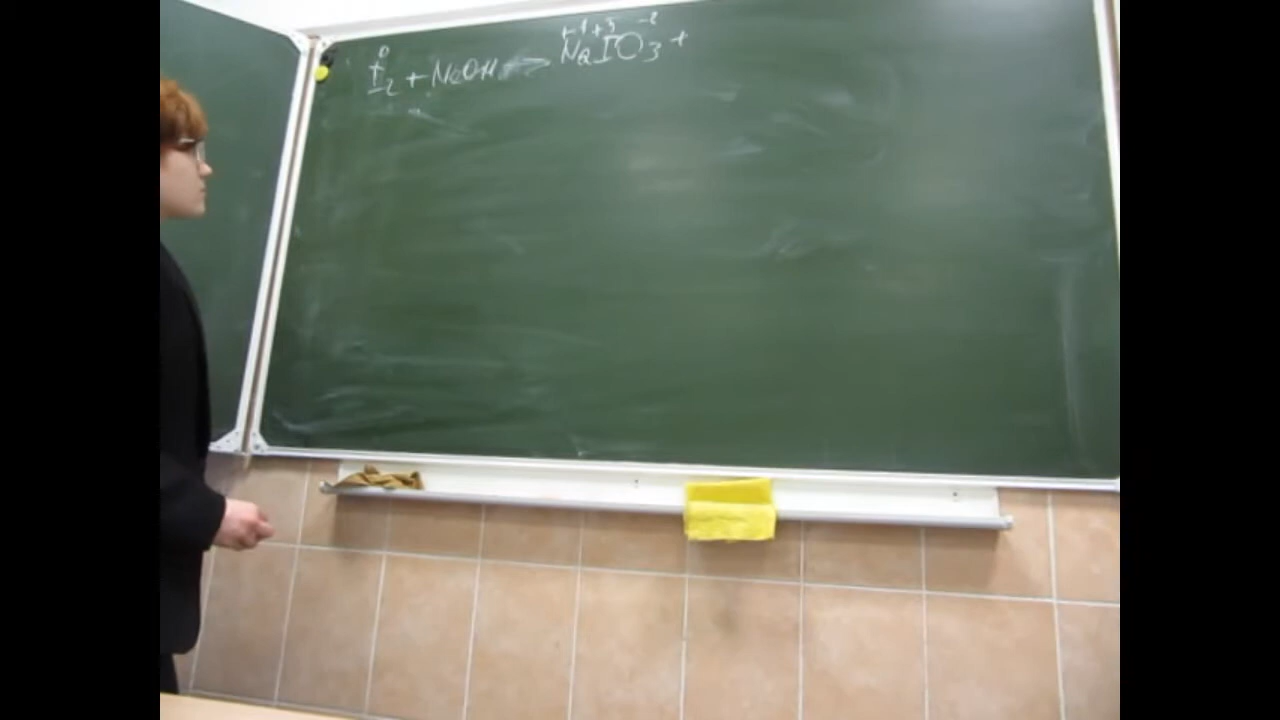 0 +1 +5 -2
I₂ + NaOH → NaIO₃ +